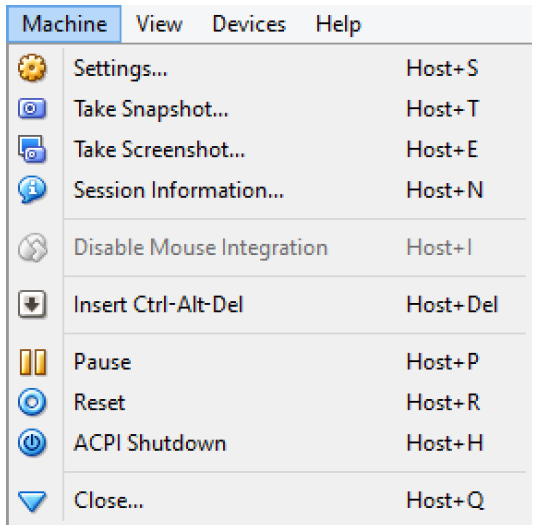 Machine View Devices Help
Settings... Host+S
Take Snapshot... Host+T
Take Screenshot... Host+E
Session Information... Host+N
Disable Mouse Integration Host+I
Insert Ctrl-Alt-Del Host+Del
Pause Host+P
Reset Host+R
ACPI Shutdown Host+H
Close... Host+Q